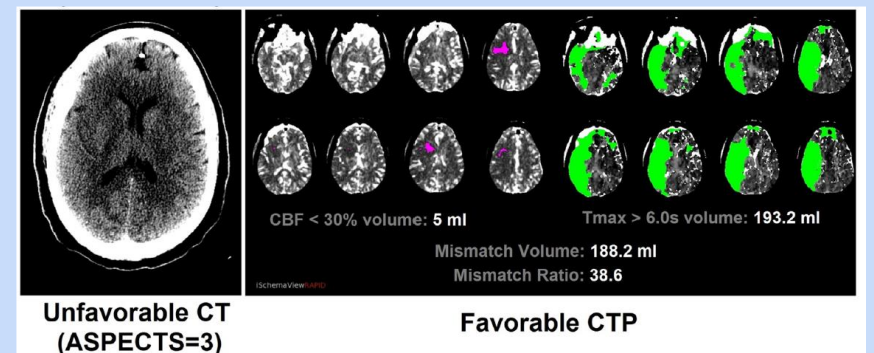 CBF < 30% volume: 5 ml
Tmax > 6.0s volume: 193.2 ml
Mismatch Volume: 188.2 ml
Mismatch Ratio: 38.6
iSchemaViewRAPID
Unfavorable CT
(ASPECTS=3)
Favorable CTP